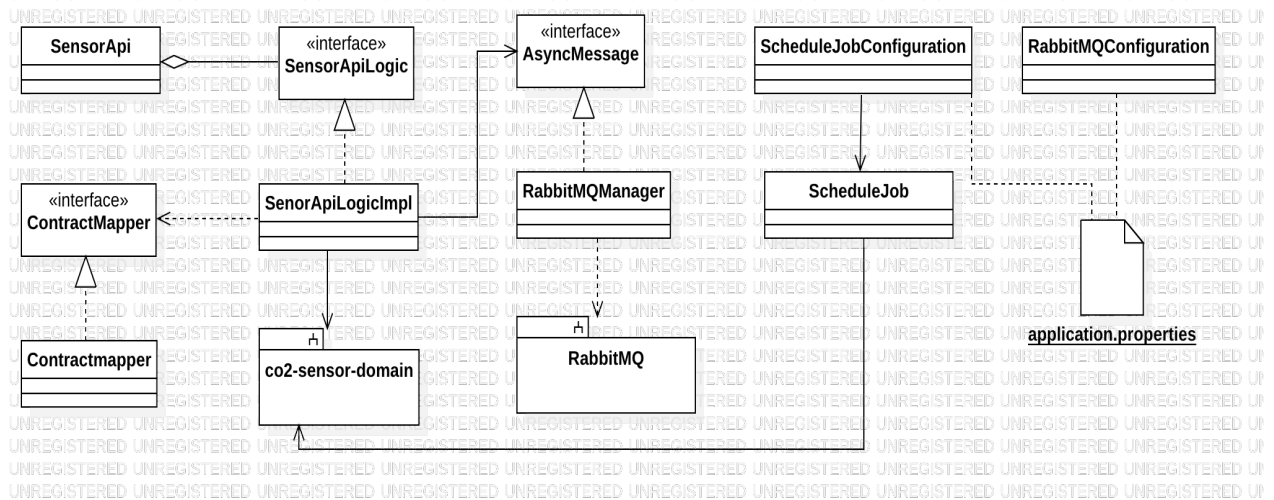 SensorApi
«interface»
SensorApiLogic
«interface»
AsyncMessage
ScheduleJobConfiguration
RabbitMQConfiguration
«interface»
ContractMapper
SenorApiLogicImpl
RabbitMQManager
ScheduleJob
Contractmapper
co2-sensor-domain
RabbitMQ
application.properties
UNREGISTERED